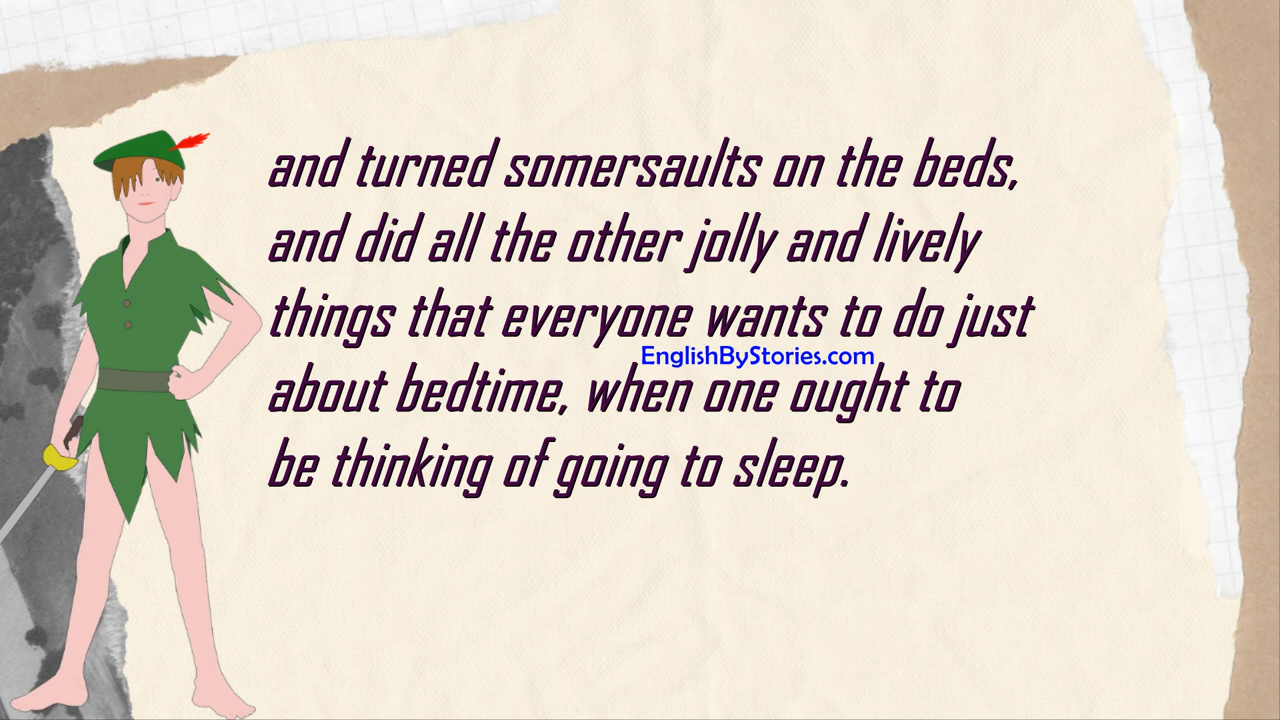 and turned somersaults on the beds,
and did all the other jolly and lively
things that everyone wants to do just
EnglishByStories.com
about bedtime, when one ought to
be thinking of going to sleep.